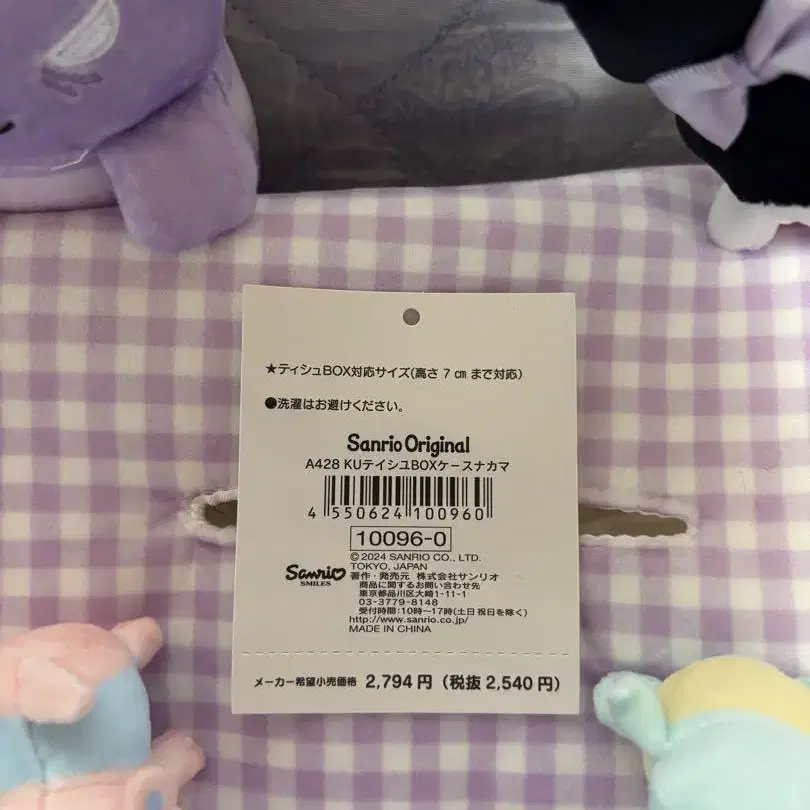 ★ティシュBOX対応サイズ(高さ 7 ㎝ まで対応)
●洗濯はお避けください。
Sanrio Original
A428 KUテイシユBOXケースナカマ
4 550624 100960
10096-0
©2024 SANRIO CO., LTD.
TOKYO, JAPAN
Sanrio
SMILES
著作・発売元 株式会社サンリオ
商品に関するお問い合わせ先
東京都品川区大崎1-11-1
03-3779-8148
受付時間:10時～17時(土日祝日を除く)
http://www.sanrio.co.jp/
MADE IN CHINA
メーカー希望小売価格 2,794 円 (税抜 2,540 円)